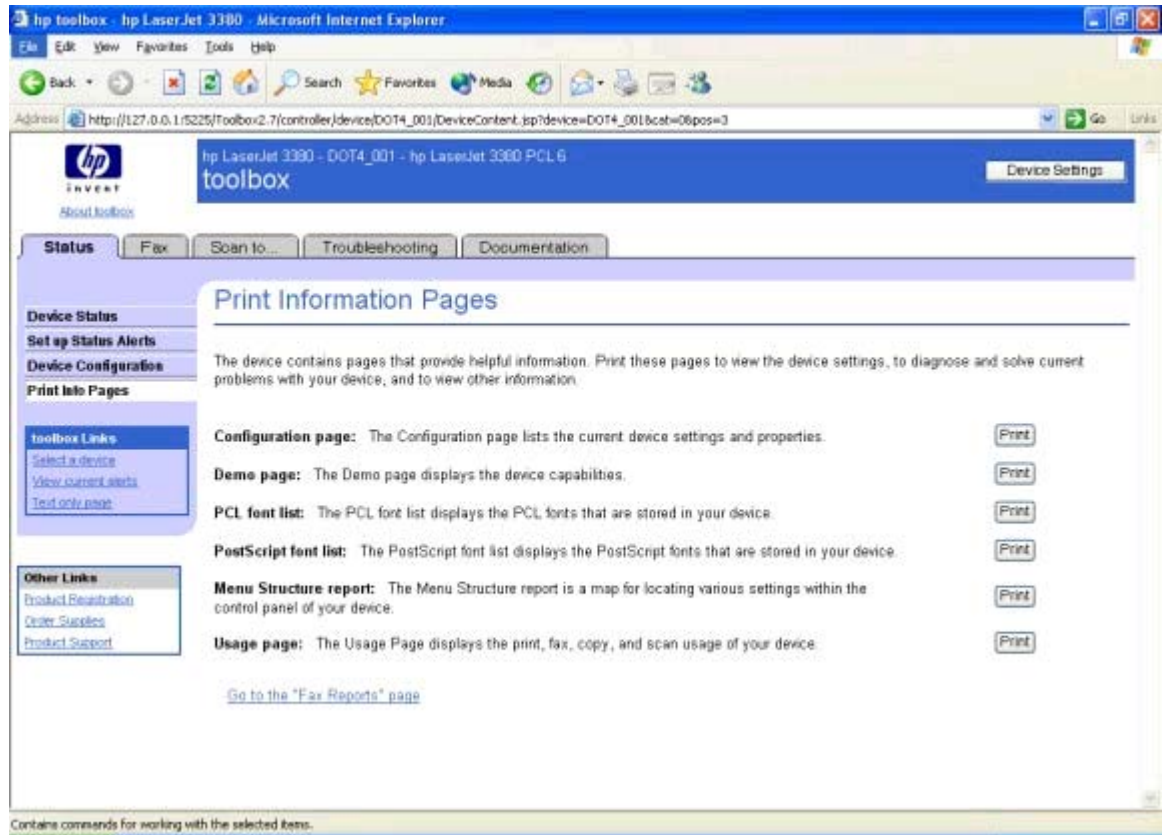 hp toolbox - hp LaserJet 3380 - Microsoft Internet Explorer
File Edit View Favorites Tools Help
Back Search Favorites Media
Address http://127.0.0.1:5225/Toolbox2.7/controller/device/DOT4_001/DeviceContent.jsp?device=DOT4_001&cat=0&pos=3 Go Links
hp
invent
About toolbox
hp LaserJet 3380 - DOT4_001 - hp LaserJet 3380 PCL 6
toolbox
Device Settings
Status Fax Scan to... Troubleshooting Documentation
Device Status
Set up Status Alerts
Device Configuration
Print Info Pages
toolbox Links
Select a device
View current alerts
Text only page
Other Links
Product Registration
Order Supplies
Product Support
Print Information Pages
The device contains pages that provide helpful information. Print these pages to view the device settings, to diagnose and solve current
problems with your device, and to view other information.
Configuration page: The Configuration page lists the current device settings and properties. Print
Demo page: The Demo page displays the device capabilities. Print
PCL font list: The PCL font list displays the PCL fonts that are stored in your device. Print
PostScript font list: The PostScript font list displays the PostScript fonts that are stored in your device. Print
Menu Structure report: The Menu Structure report is a map for locating various settings within the
control panel of your device. Print
Usage page: The Usage Page displays the print, fax, copy, and scan usage of your device. Print
Go to the "Fax Reports" page
Contains commands for working with the selected items.